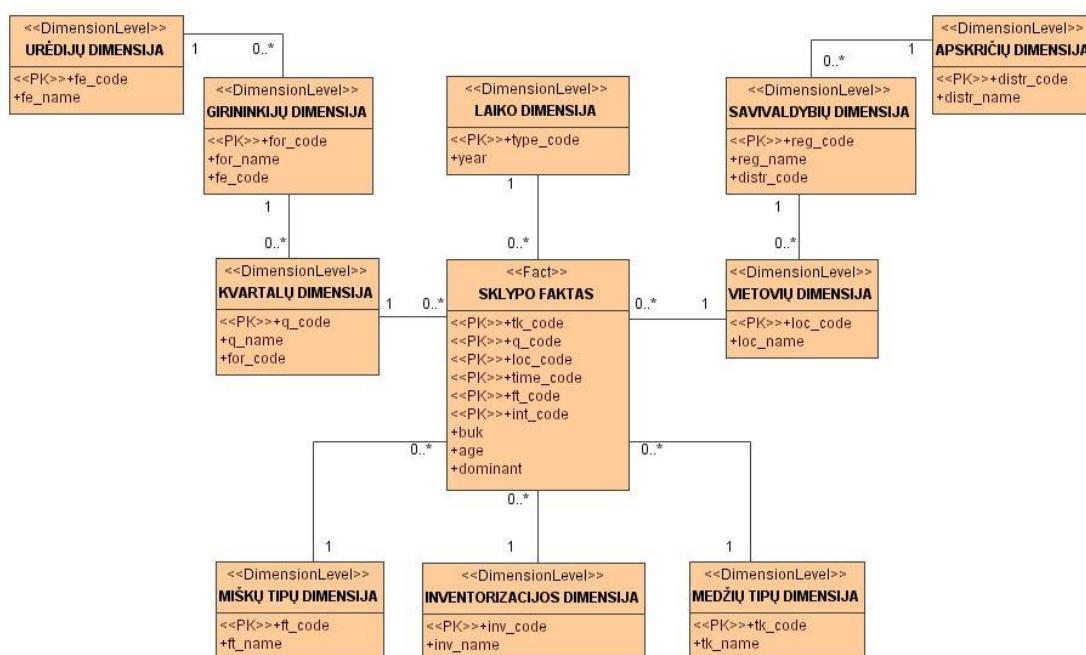 <<DimensionLevel>>
URĖDIJŲ DIMENSIJA
<<PK>>+fe_code
+fe_name
1
0..*
<<DimensionLevel>>
GIRININKIJŲ DIMENSIJA
<<PK>>+for_code
+for_name
+fe_code
1
0..*
<<DimensionLevel>>
LAIKO DIMENSIJA
<<PK>>+type_code
+year
1
0..*
<<DimensionLevel>>
APSKRIČIŲ DIMENSIJA
<<PK>>+distr_code
+distr_name
1
0..*
<<DimensionLevel>>
SAVIVALDYBIŲ DIMENSIJA
<<PK>>+reg_code
+reg_name
+distr_code
1
0..*
<<DimensionLevel>>
KVARTALŲ DIMENSIJA
<<PK>>+q_code
+q_name
+for_code
1
0..*
<<Fact>>
SKLYPO FAKTAS
<<PK>>+tk_code
<<PK>>+q_code
<<PK>>+loc_code
<<PK>>+time_code
<<PK>>+ft_code
<<PK>>+int_code
+buk
+age
+dominant
0..*
1
<<DimensionLevel>>
VIETOVIŲ DIMENSIJA
<<PK>>+loc_code
+loc_name
0..*
0..*
0..*
1
1
1
<<DimensionLevel>>
MIŠKŲ TIPŲ DIMENSIJA
<<PK>>+ft_code
+ft_name
<<DimensionLevel>>
INVENTORIZACIJOS DIMENSIJA
<<PK>>+inv_code
+inv_name
<<DimensionLevel>>
MEDŽIŲ TIPŲ DIMENSIJA
<<PK>>+tk_code
+tk_name